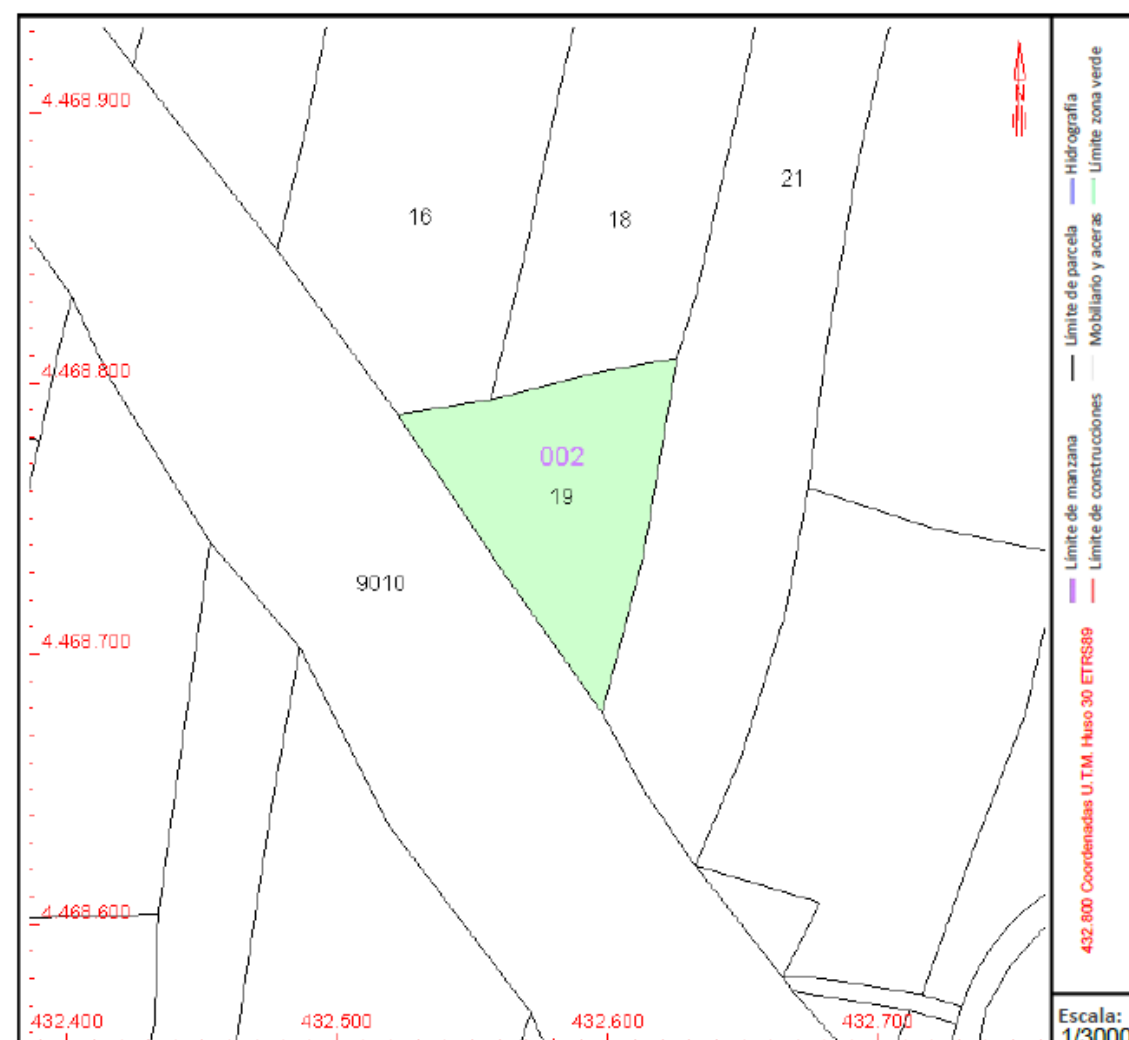 4.468.900
21
16
18
4.468.800
002
19
9010
4.468.700
4.468.600
432.400
432.500
432.600
432.700
N
Hidrografía
Límite zona verde
Límite de parcela
Mobiliario y aceras
Límite de manzana
Límite de construcciones
432.800 Coordenadas U.T.M. Huso 30 ETRS89
Escala:
1/3000